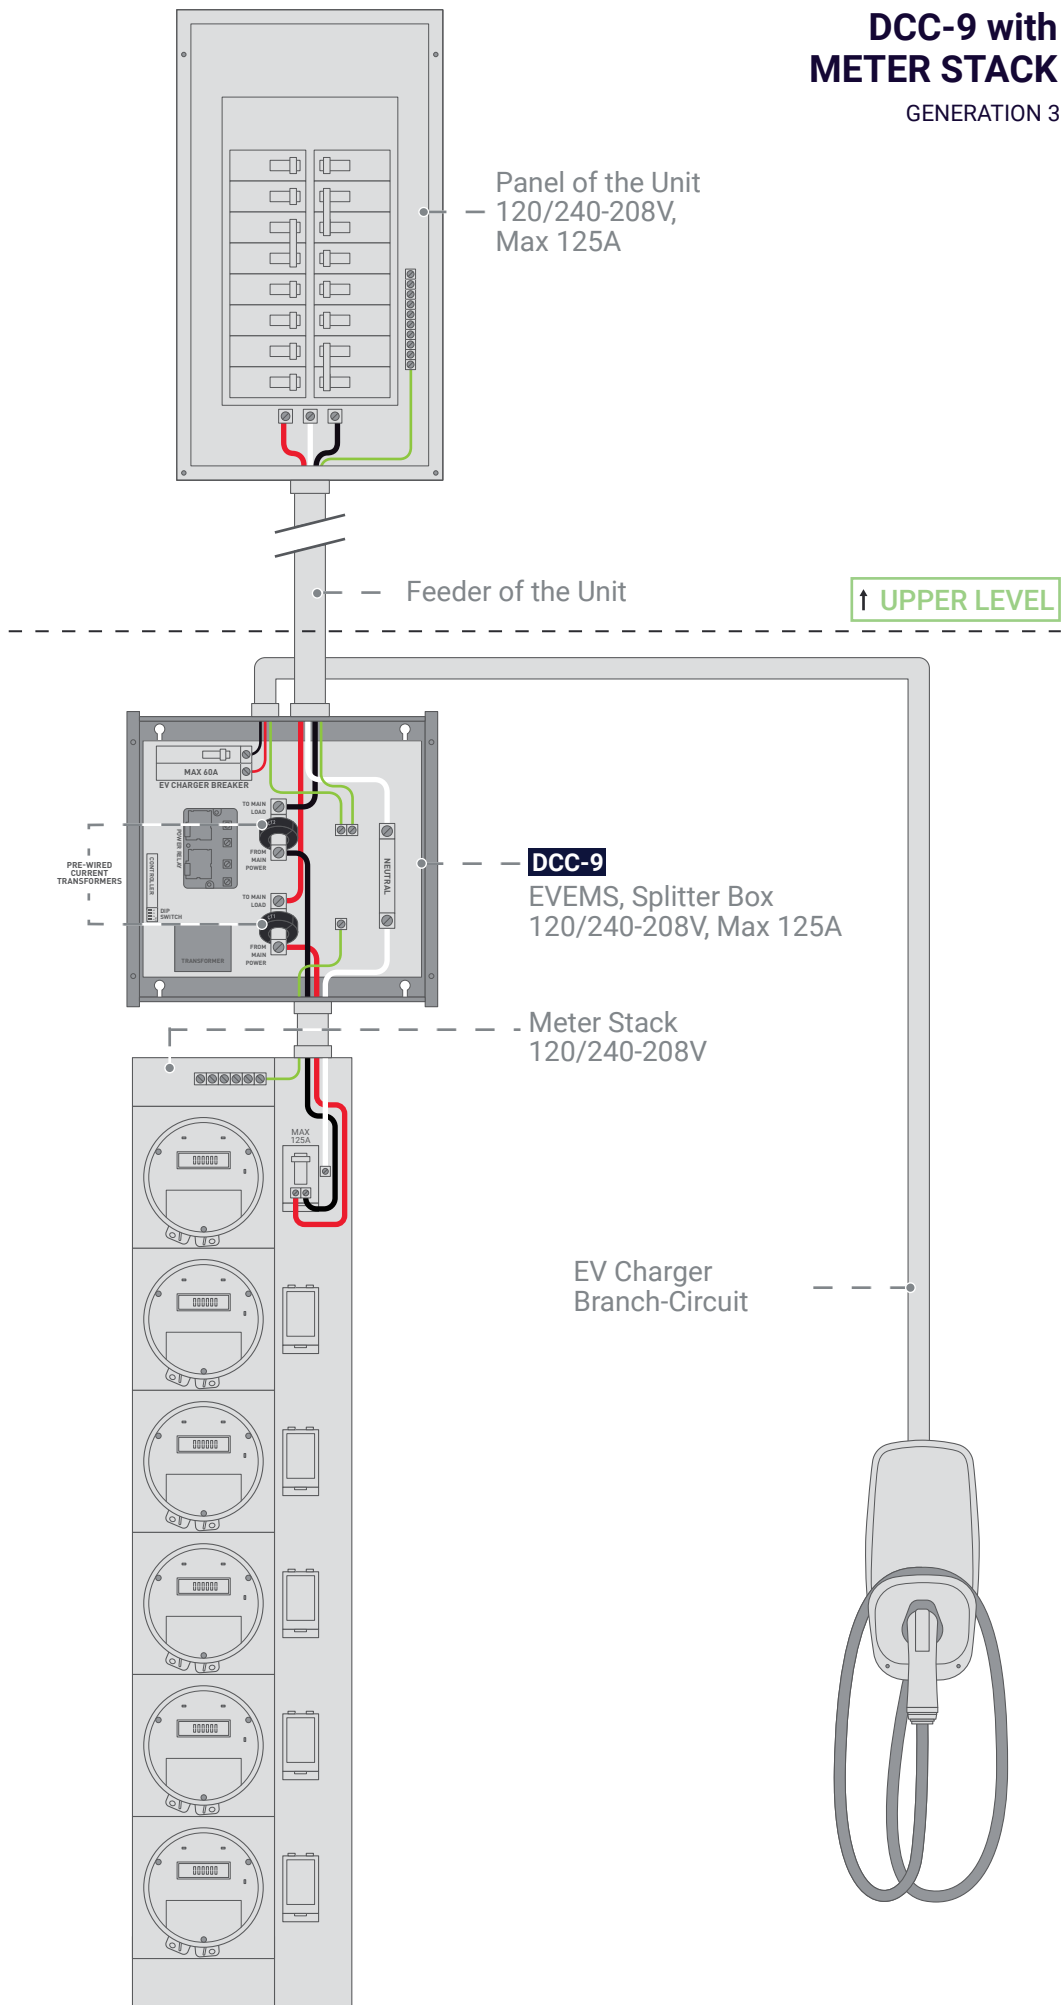 DCC-9 with
METER STACK
GENERATION 3
Panel of the Unit
120/240-208V,
Max 125A
Feeder of the Unit
↑ UPPER LEVEL
MAX 60A
EV CHARGER BREAKER
TO MAIN
LOAD
POWER RELAY
FROM
MAIN
POWER
PRE-WIRED
CURRENT
TRANSFORMERS
CONTROLLER
DIP
SWITCH
NEUTRAL
TO MAIN
LOAD
FROM
MAIN
POWER
TRANSFORMER
DCC-9
EVEMS, Splitter Box
120/240-208V, Max 125A
Meter Stack
120/240-208V
MAX
125A
EV Charger
Branch-Circuit